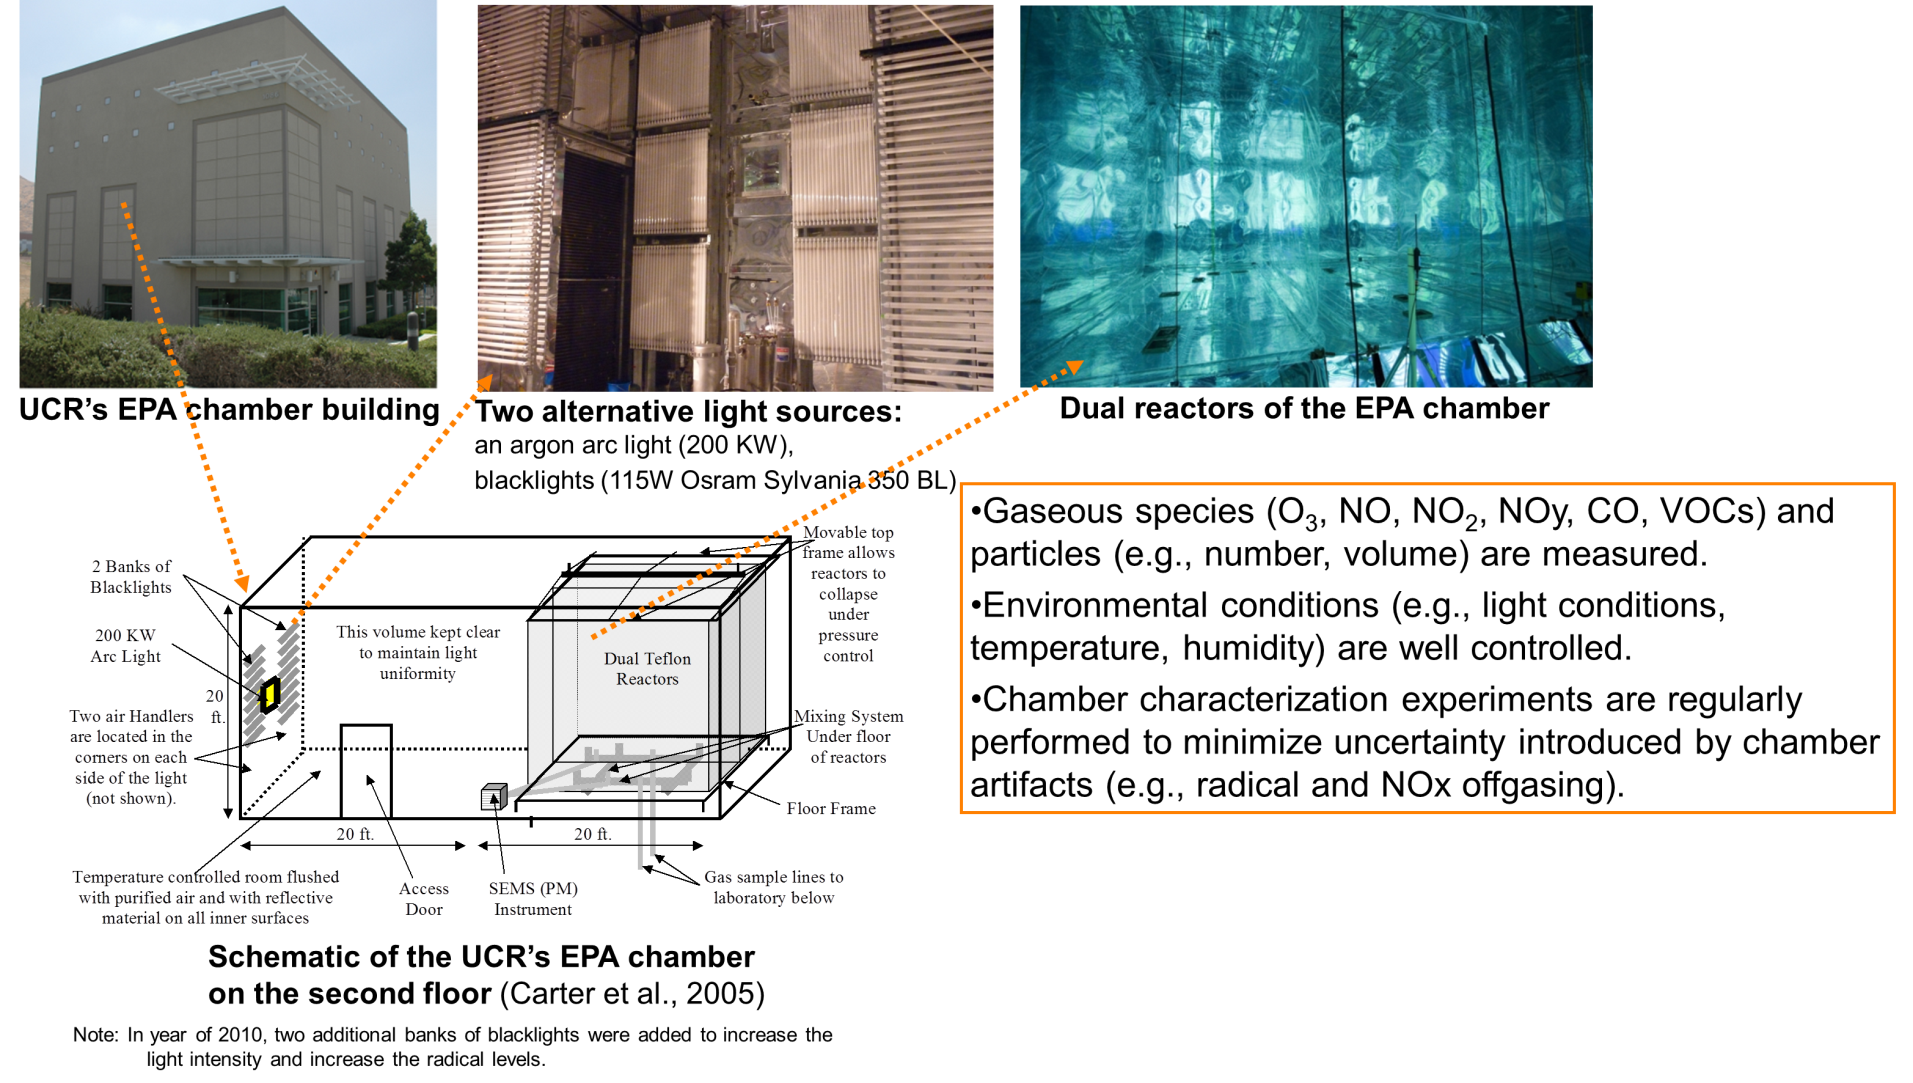 UCR's EPA chamber building
Two alternative light sources:
an argon arc light (200 KW),
blacklights (115W Osram Sylvania 350 BL)
Dual reactors of the EPA chamber
•Gaseous species (O3, NO, NO2, NOy, CO, VOCs) and
particles (e.g., number, volume) are measured.
•Environmental conditions (e.g., light conditions,
temperature, humidity) are well controlled.
•Chamber characterization experiments are regularly
performed to minimize uncertainty introduced by chamber
artifacts (e.g., radical and NOx offgasing).
2 Banks of
Blacklights
200 KW
Arc Light
20
ft.
Two air Handlers
are located in the
corners on each
side of the light
(not shown).
This volume kept clear
to maintain light
uniformity
Dual Teflon
Reactors
Movable top
frame allows
reactors to
collapse
under
pressure
control
Mixing System
Under floor
of reactors
Floor Frame
20 ft.
20 ft.
Temperature controlled room flushed
with purified air and with reflective
material on all inner surfaces
Access
Door
SEMS (PM)
Instrument
Gas sample lines to
laboratory below
Schematic of the UCR's EPA chamber
on the second floor (Carter et al., 2005)
Note: In year of 2010, two additional banks of blacklights were added to increase the
light intensity and increase the radical levels.